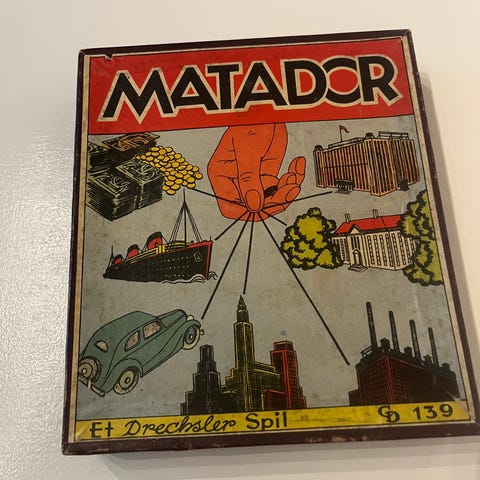 MATADOR
Et Drechsler Spil
CD 139